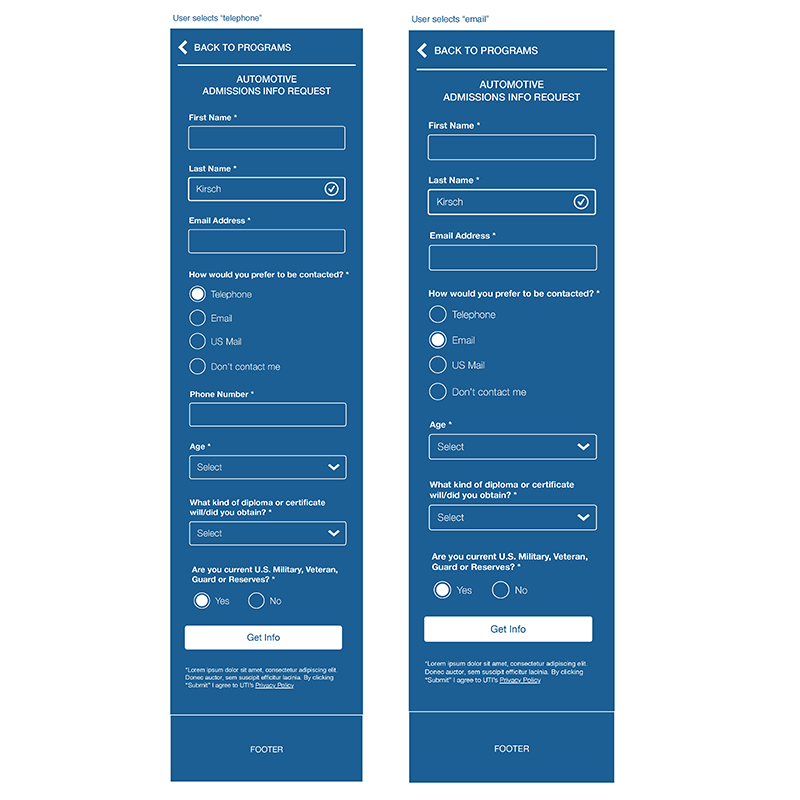 User selects "telephone"
BACK TO PROGRAMS
AUTOMOTIVE
ADMISSIONS INFO REQUEST
First Name *
Last Name *
Kirsch
Email Address *
How would you prefer to be contacted? *
Telephone
Email
US Mail
Don't contact me
Phone Number *
Age *
Select
What kind of diploma or certificate
will/did you obtain? *
Select
Are you current U.S. Military, Veteran,
Guard or Reserves? *
Yes No
Get Info
*Lorem ipsum dolor sit amet, consectetur adipiscing elit.
Donec auctor, sem suscipit efficitur lacinia. By clicking
"Submit" I agree to UTI's Privacy Policy
FOOTER
User selects "email"
BACK TO PROGRAMS
AUTOMOTIVE
ADMISSIONS INFO REQUEST
First Name *
Last Name *
Kirsch
Email Address *
How would you prefer to be contacted? *
Telephone
Email
US Mail
Don't contact me
Age *
Select
What kind of diploma or certificate
will/did you obtain? *
Select
Are you current U.S. Military, Veteran,
Guard or Reserves? *
Yes No
Get Info
*Lorem ipsum dolor sit amet, consectetur adipiscing elit.
Donec auctor, sem suscipit efficitur lacinia. By clicking
"Submit" I agree to UTI's Privacy Policy
FOOTER